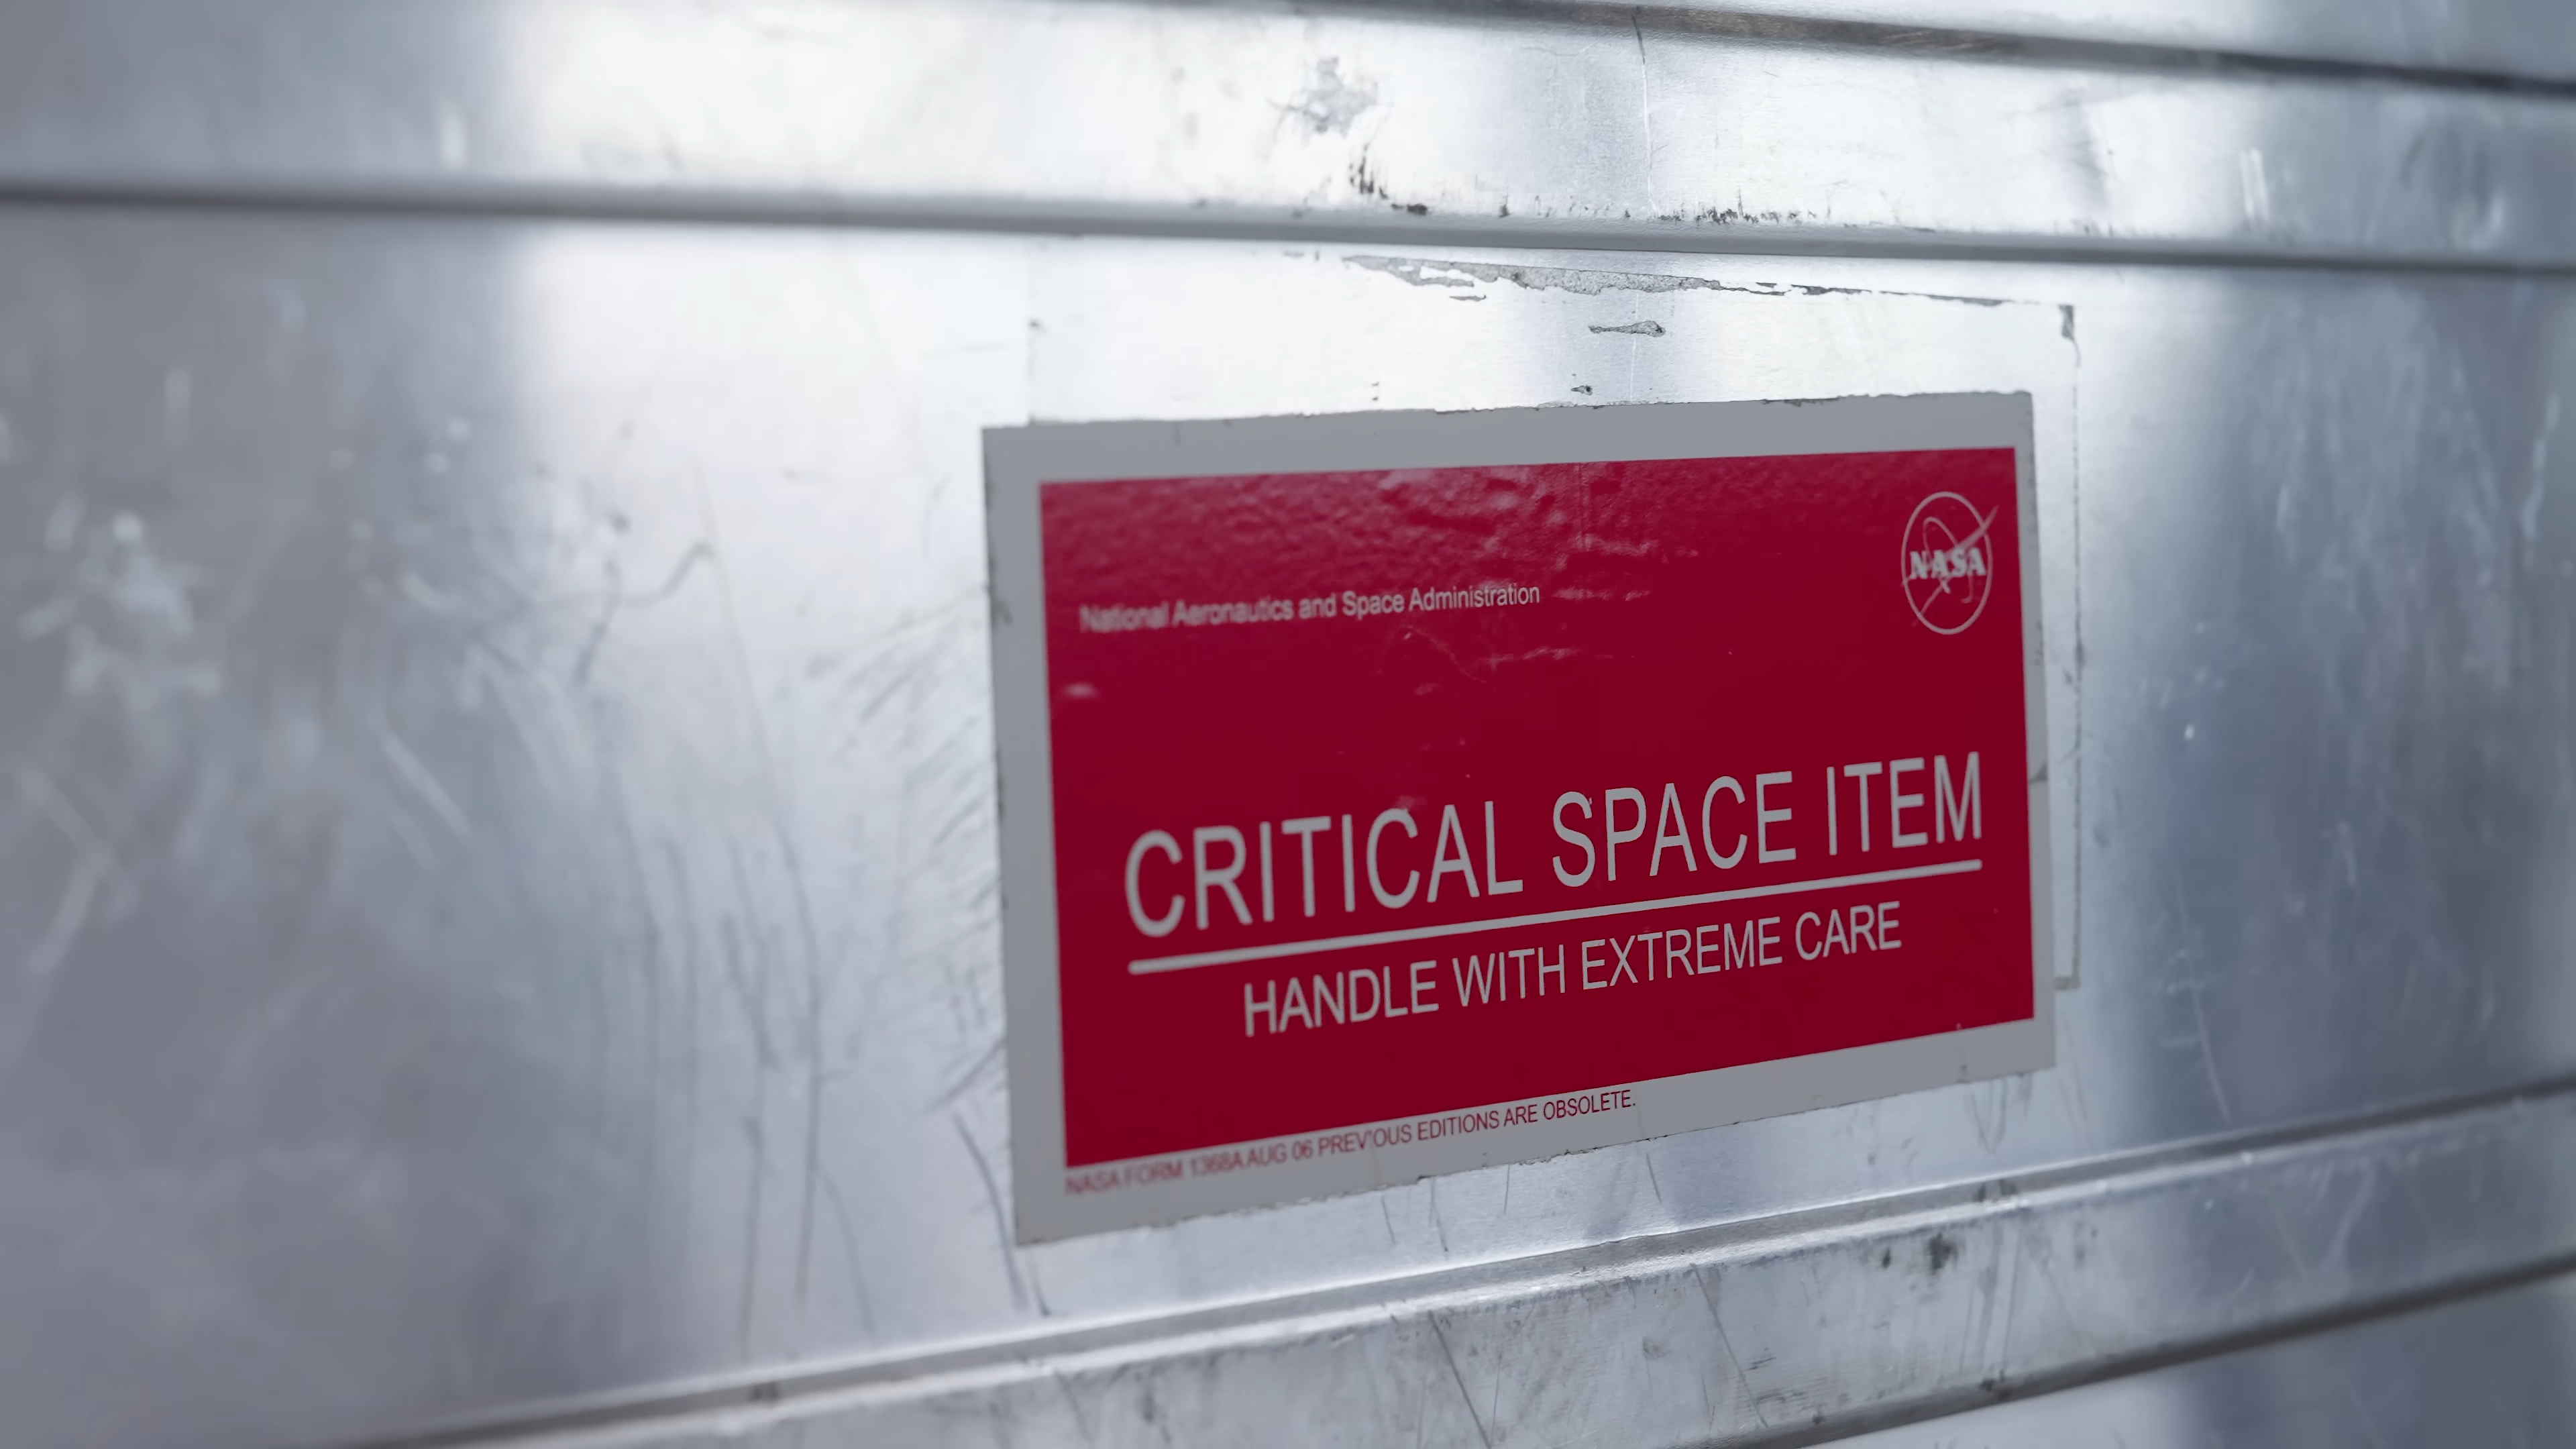 NASA
National Aeronautics and Space Administration
CRITICAL SPACE ITEM
HANDLE WITH EXTREME CARE
NASA FORM 1368A AUG 06 PREVIOUS EDITIONS ARE OBSOLETE.